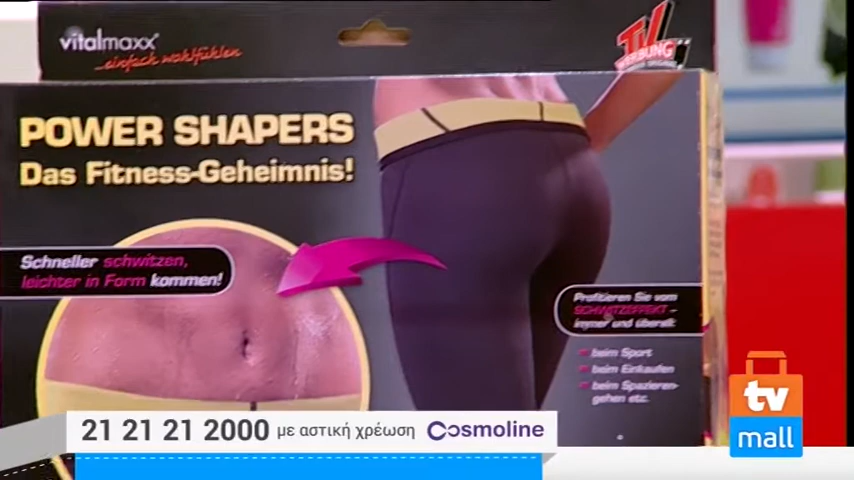 vitalmaxx
...einfach wohlfühlen
TV
WERBUNG
POWER SHAPERS
Das Fitness-Geheimnis!
Schneller schwitzen,
leichter in Form kommen!
Profitieren Sie vom
SCHWITZEFFEKT -
immer und überall:
beim Sport
beim Einkaufen
beim Spazieren-
gehen etc.
21 21 21 2000 με αστική χρέωση Cosmoline
tv
mall